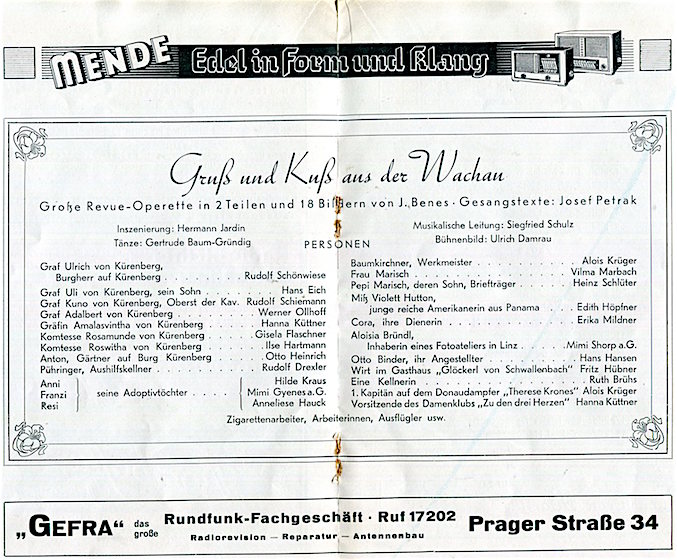 MENDE Edel in Form und Klang
Gruß und Kuß aus der Wachau
Große Revue-Operette in 2 Teilen und 18 Bildern von J. Benes · Gesangstexte: Josef Petrak
Inszenierung: Hermann Jardin
Tänze: Gertrude Baum-Gründig
Musikalische Leitung: Siegfried Schulz
Bühnenbild: Ulrich Damrau
PERSONEN
Graf Ulrich von Kürenberg,
Burgherr auf Kürenberg . . . . . . . . Rudolf Schönwiese
Graf Uli von Kürenberg, sein Sohn . . . . . . . . Hans Eich
Graf Kuno von Kürenberg, Oberst der Kav. Rudolf Schiemann
Graf Adalbert von Kürenberg . . . . . . . . Werner Ollhoff
Gräfin Amalasvintha von Kürenberg . . . . . . . . Hanna Küttner
Komtesse Rosamunde von Kürenberg . . . . . . . . Gisela Flaschner
Komtesse Roswitha von Kürenberg . . . . . . . . Ilse Hartmann
Anton, Gärtner auf Burg Kürenberg . . . . . . . . Otto Heinrich
Pühringer, Aushilfskellner . . . . . . . . Rudolf Drexler
Anni Hilde Kraus
Franzi seine Adoptivtöchter . . . . Mimi Gyenes a.G.
Resi Anneliese Hauck
Baumkirchner, Werkmeister . . . . . . . . Alois Krüger
Frau Marisch . . . . . . . . Vilma Marbach
Pepi Marisch, deren Sohn, Briefträger . . . . . . . . Heinz Schlüter
Miß Violett Hutton,
junge reiche Amerikanerin aus Panama . . Edith Höpfner
Cora, ihre Dienerin . . . . . . . . Erika Mildner
Aloisia Bründl,
Inhaberin eines Fotoateliers in Linz . . . . Mimi Shorp a.G.
Otto Binder, ihr Angestellter . . . . . . . . Hans Hansen
Wirt im Gasthaus „Glöckerl von Schwallenbach" Fritz Hübner
Eine Kellnerin . . . . . . . . Ruth Brühs
1. Kapitän auf dem Donaudampfer „Therese Krones" Alois Krüger
Vorsitzende des Damenklubs „Zu den drei Herzen" Hanna Küttner
Zigarettenarbeiter, Arbeiterinnen, Ausflügler usw.
„GEFRA" das große Rundfunk-Fachgeschäft · Ruf 17202 Prager Straße 34
Radiorevision — Reparatur — Antennenbau